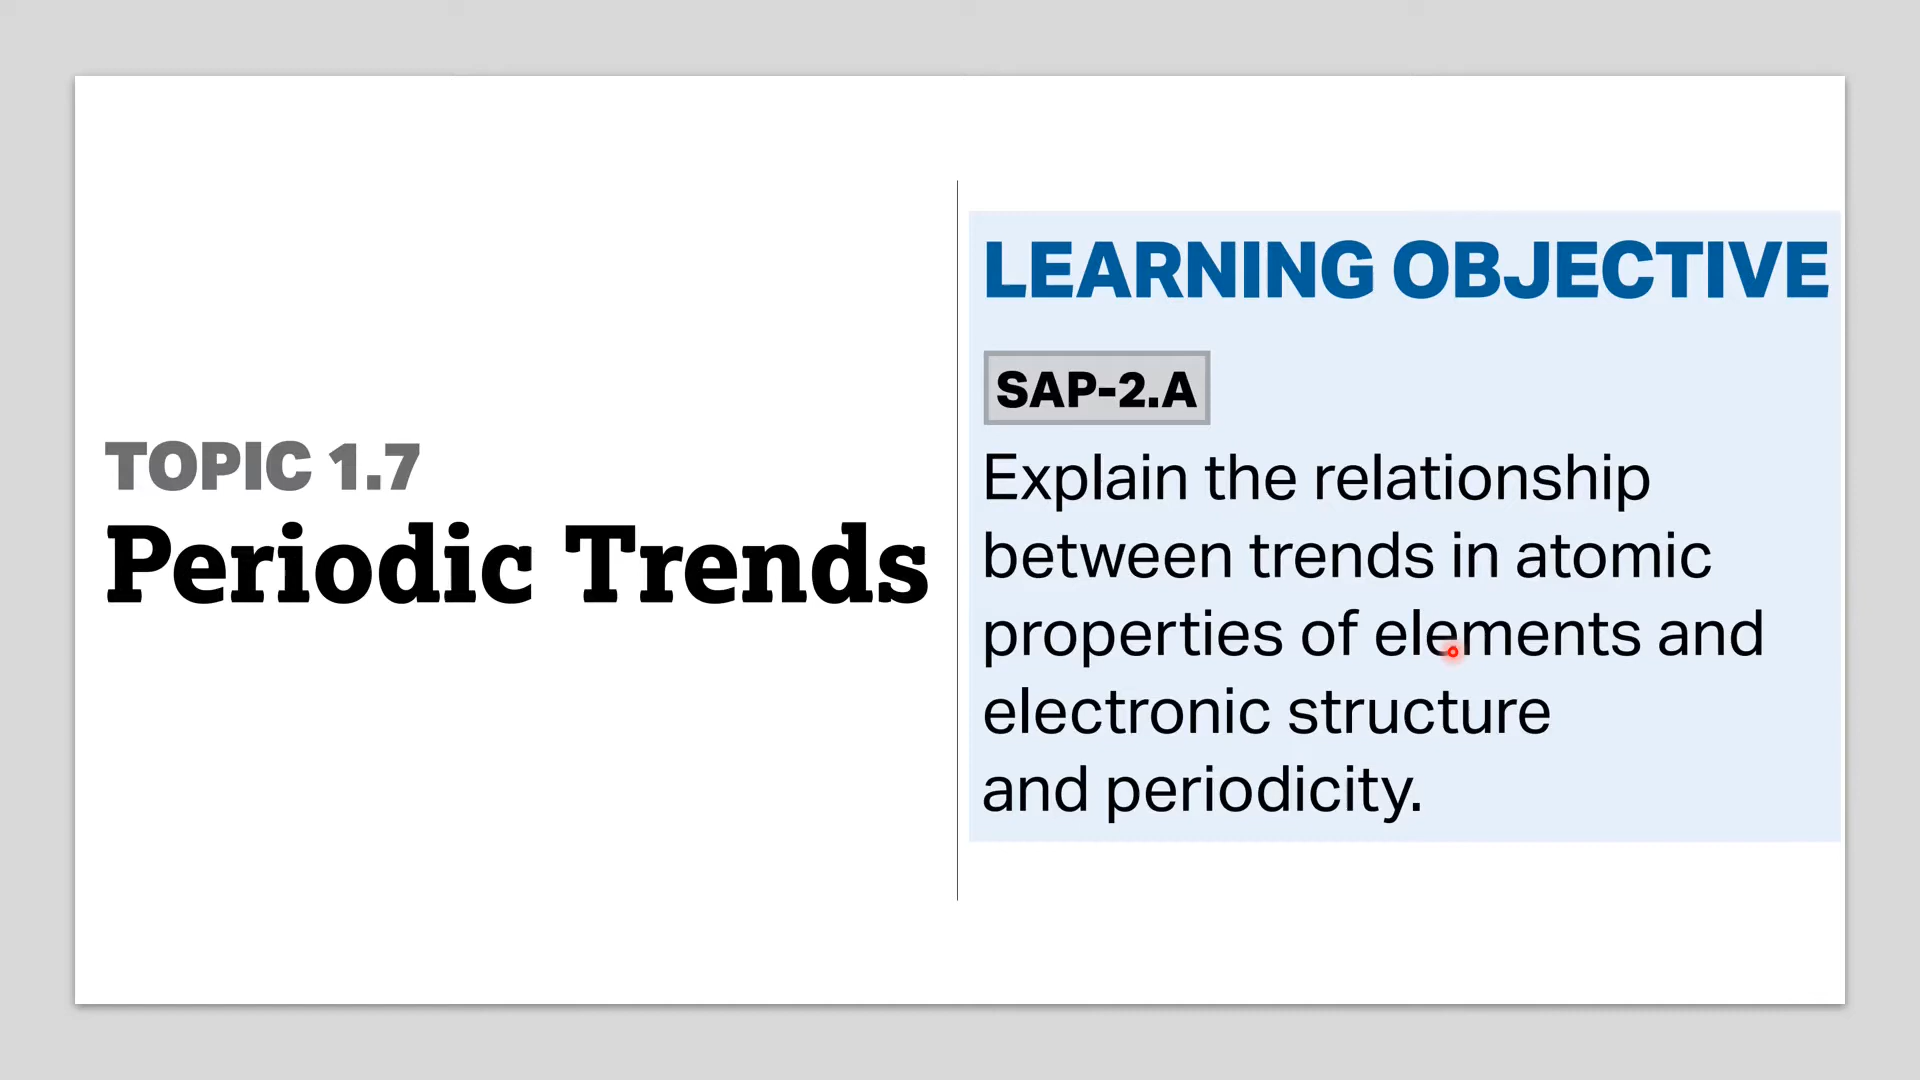 TOPIC 1.7
Periodic Trends
LEARNING OBJECTIVE
SAP-2.A
Explain the relationship
between trends in atomic
properties of elements and
electronic structure
and periodicity.